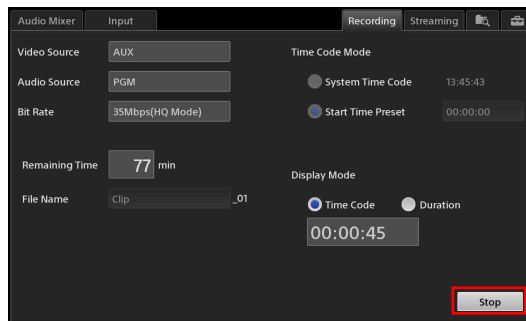 Audio Mixer Input Recording Streaming
Video Source AUX Time Code Mode
Audio Source PGM System Time Code 13:45:43
Bit Rate 35Mbps(HQ Mode) Start Time Preset 00:00:00
Remaining Time 77 min
Display Mode
File Name Clip _01 Time Code Duration
00:00:45
Stop